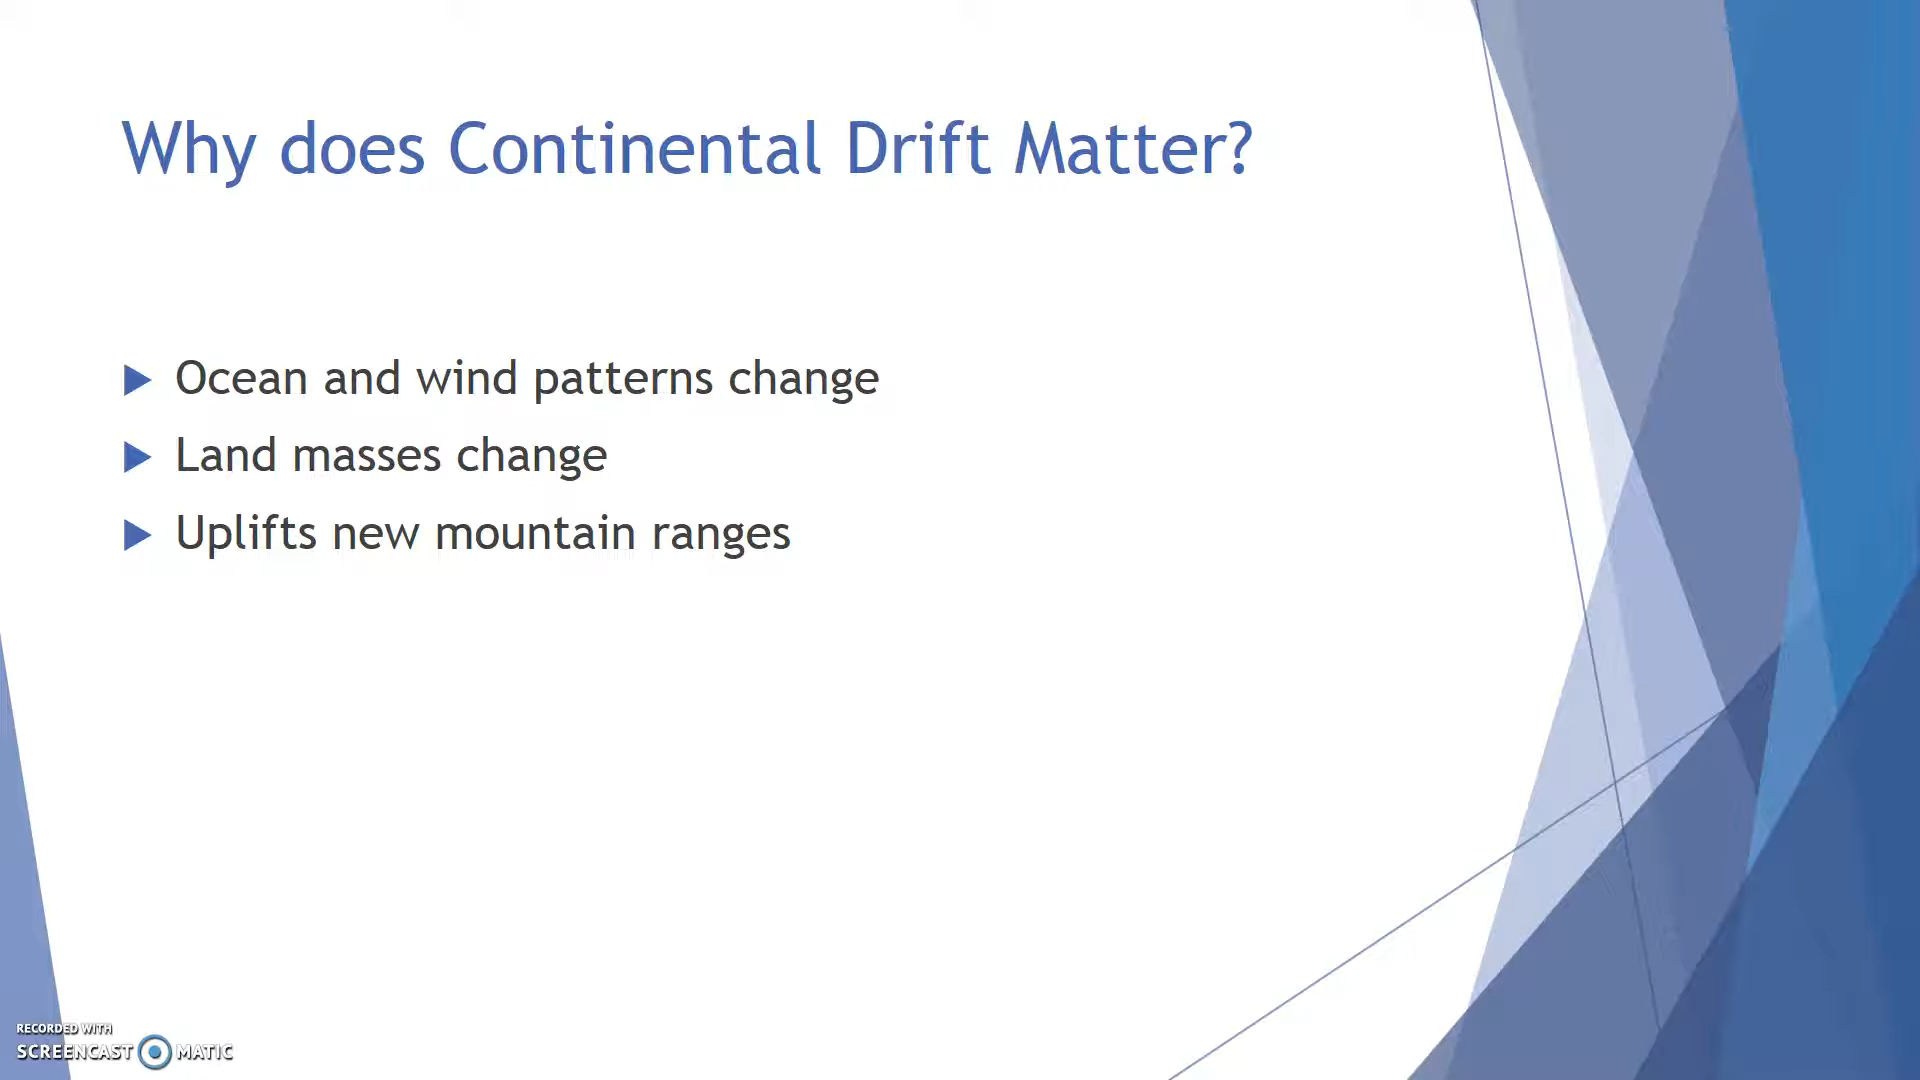 Why does Continental Drift Matter?
Ocean and wind patterns change
Land masses change
Uplifts new mountain ranges
RECORDED WITH
SCREENCAST MATIC